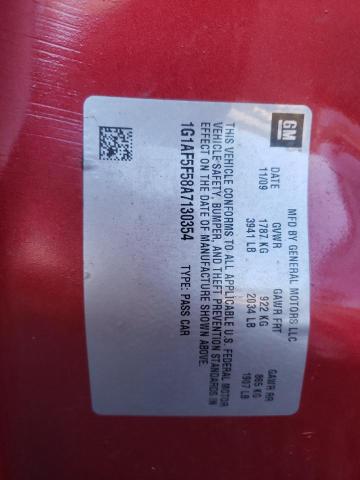 GM
MFD BY GENERAL MOTORS LLC
DATE GVWR GAWR FRT GAWR RR
11/09 1787 KG 922 KG 865 KG
3941 LB 2034 LB 1907 LB
THIS VEHICLE CONFORMS TO ALL APPLICABLE U.S. FEDERAL MOTOR
VEHICLE SAFETY, BUMPER, AND THEFT PREVENTION STANDARDS IN
EFFECT ON THE DATE OF MANUFACTURE SHOWN ABOVE.
1G1AF5F58A7130354 TYPE: PASS CAR